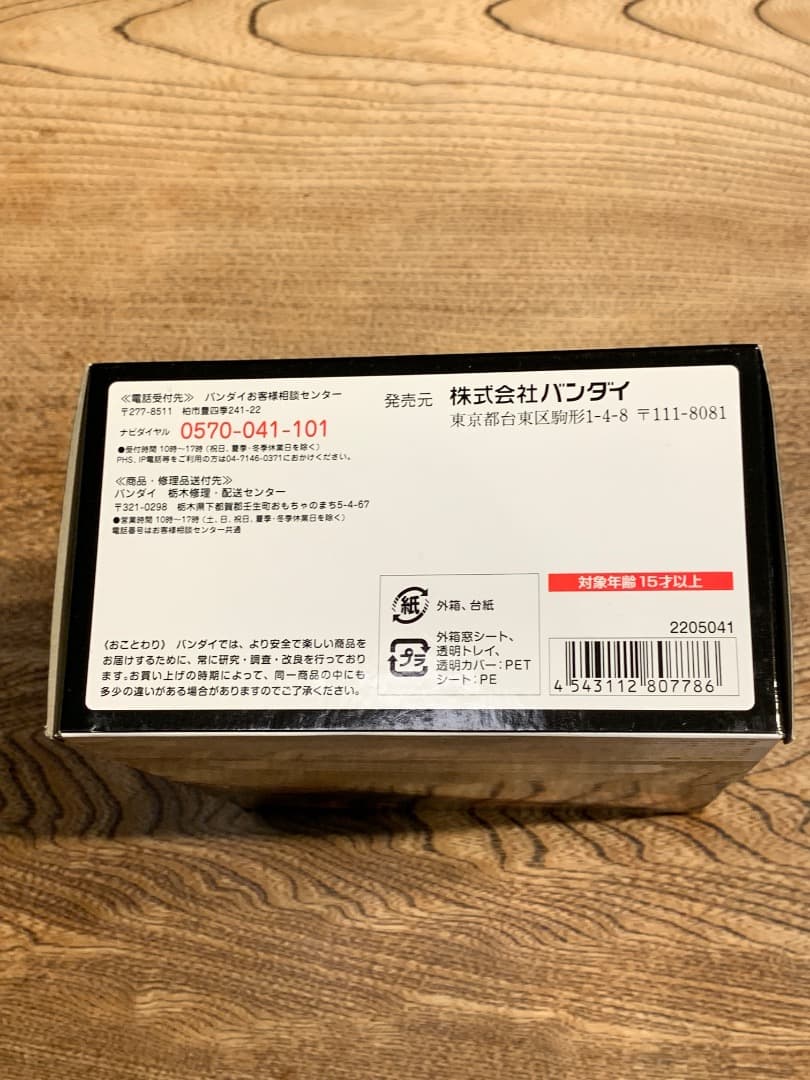 ≪電話受付先≫ バンダイお客様相談センター
〒277-8511 柏市豊四季241-22
ナビダイヤル 0570-041-101
●受付時間 10時〜17時 (祝日、夏季・冬季休業日を除く)
PHS、IP電話等をご利用の方は04-7146-0371におかけください。
≪商品・修理品送付先≫
バンダイ 栃木修理・配送センター
〒321-0298 栃木県下都賀郡壬生町おもちゃのまち5-4-67
●営業時間 10時〜17時 (土、日、祝日、夏季・冬季休業日を除く)
電話番号はお客様相談センター共通
《おことわり》 バンダイでは、より安全で楽しい商品を
お届けするために、常に研究・調査・改良を行っており
ます。お買い上げの時期によって、同一商品の中にも
多少の違いがある場合がありますのでご了承ください。
発売元 株式会社バンダイ
東京都台東区駒形1-4-8 〒111-8081
紙 外箱、台紙
プラ 外箱窓シート、
透明トレイ、
透明カバー:PET
シート:PE
対象年齢15才以上
2205041
4 543112 807786